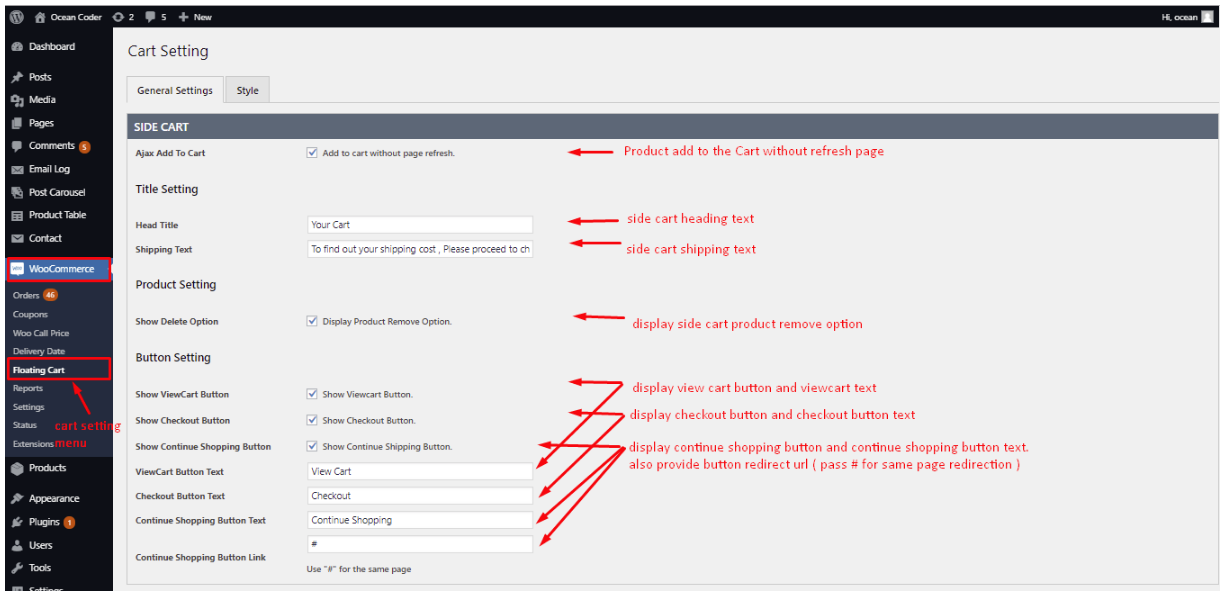 Ocean Coder 2 5 + New
Hi, ocean
Dashboard
Posts
Media
Pages
Comments 5
Email Log
Post Carousel
Product Table
Contact
WooCommerce
Orders 46
Coupons
Woo Call Price
Delivery Date
Floating Cart
Reports
Settings
Status
Extensions
cart setting
menu
Products
Appearance
Plugins 1
Users
Tools
Settings
Cart Setting
General Settings Style
SIDE CART
Ajax Add To Cart Add to cart without page refresh. Product add to the Cart without refresh page
Title Setting
Head Title Your Cart side cart heading text
Shipping Text To find out your shipping cost , Please proceed to ch side cart shipping text
Product Setting
Show Delete Option Display Product Remove Option. display side cart product remove option
Button Setting
Show ViewCart Button Show Viewcart Button. display view cart button and viewcart text
Show Checkout Button Show Checkout Button. display checkout button and checkout button text
Show Continue Shopping Button Show Continue Shipping Button. display continue shopping button and continue shopping button text.
also provide button redirect url ( pass # for same page redirection )
ViewCart Button Text View Cart
Checkout Button Text Checkout
Continue Shopping Button Text Continue Shopping
Continue Shopping Button Link #
Use "#" for the same page